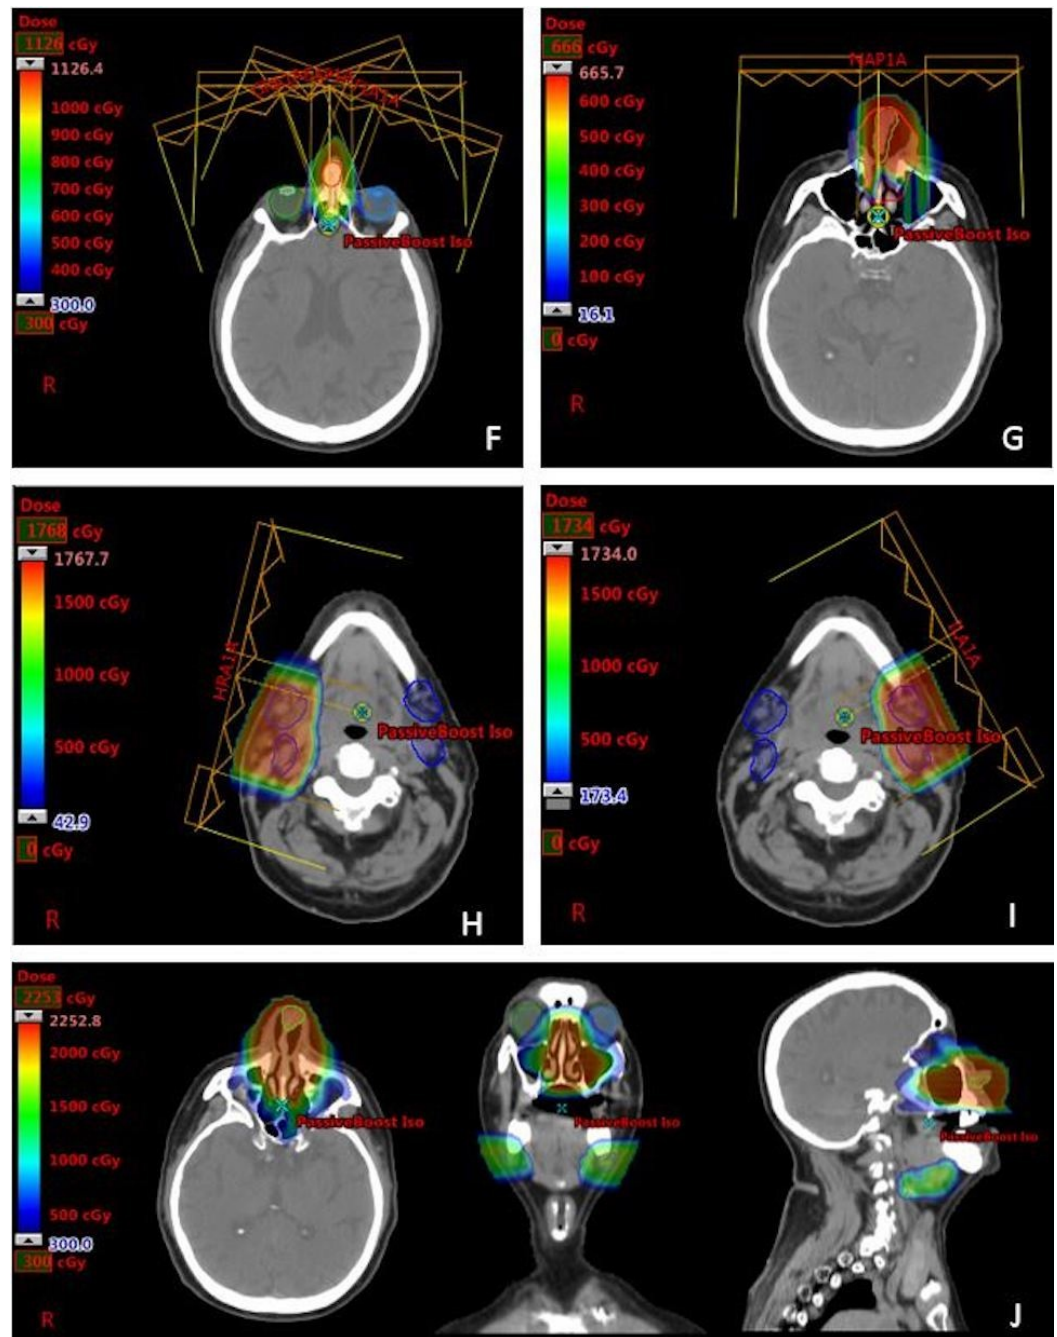 Dose
1126 cGy
1126.4
1000 cGy
900 cGy
800 cGy
700 cGy
600 cGy
500 cGy
400 cGy
300.0
300 cGy
PassiveBoost Iso
R
F
Dose
666 cGy
665.7
600 cGy
500 cGy
400 cGy
300 cGy
200 cGy
100 cGy
16.1
0 cGy
MAP1A
PassiveBoost Iso
R
G
Dose
1768 cGy
1767.7
1500 cGy
1000 cGy
500 cGy
42.9
0 cGy
HRA1A
PassiveBoost Iso
R
H
Dose
1734 cGy
1734.0
1500 cGy
1000 cGy
500 cGy
173.4
0 cGy
PassiveBoost Iso
R
I
Dose
2253 cGy
2252.8
2000 cGy
1500 cGy
1000 cGy
500 cGy
300.0
300 cGy
PassiveBoost Iso
PassiveBoost Iso
PassiveBoost Iso
R
J